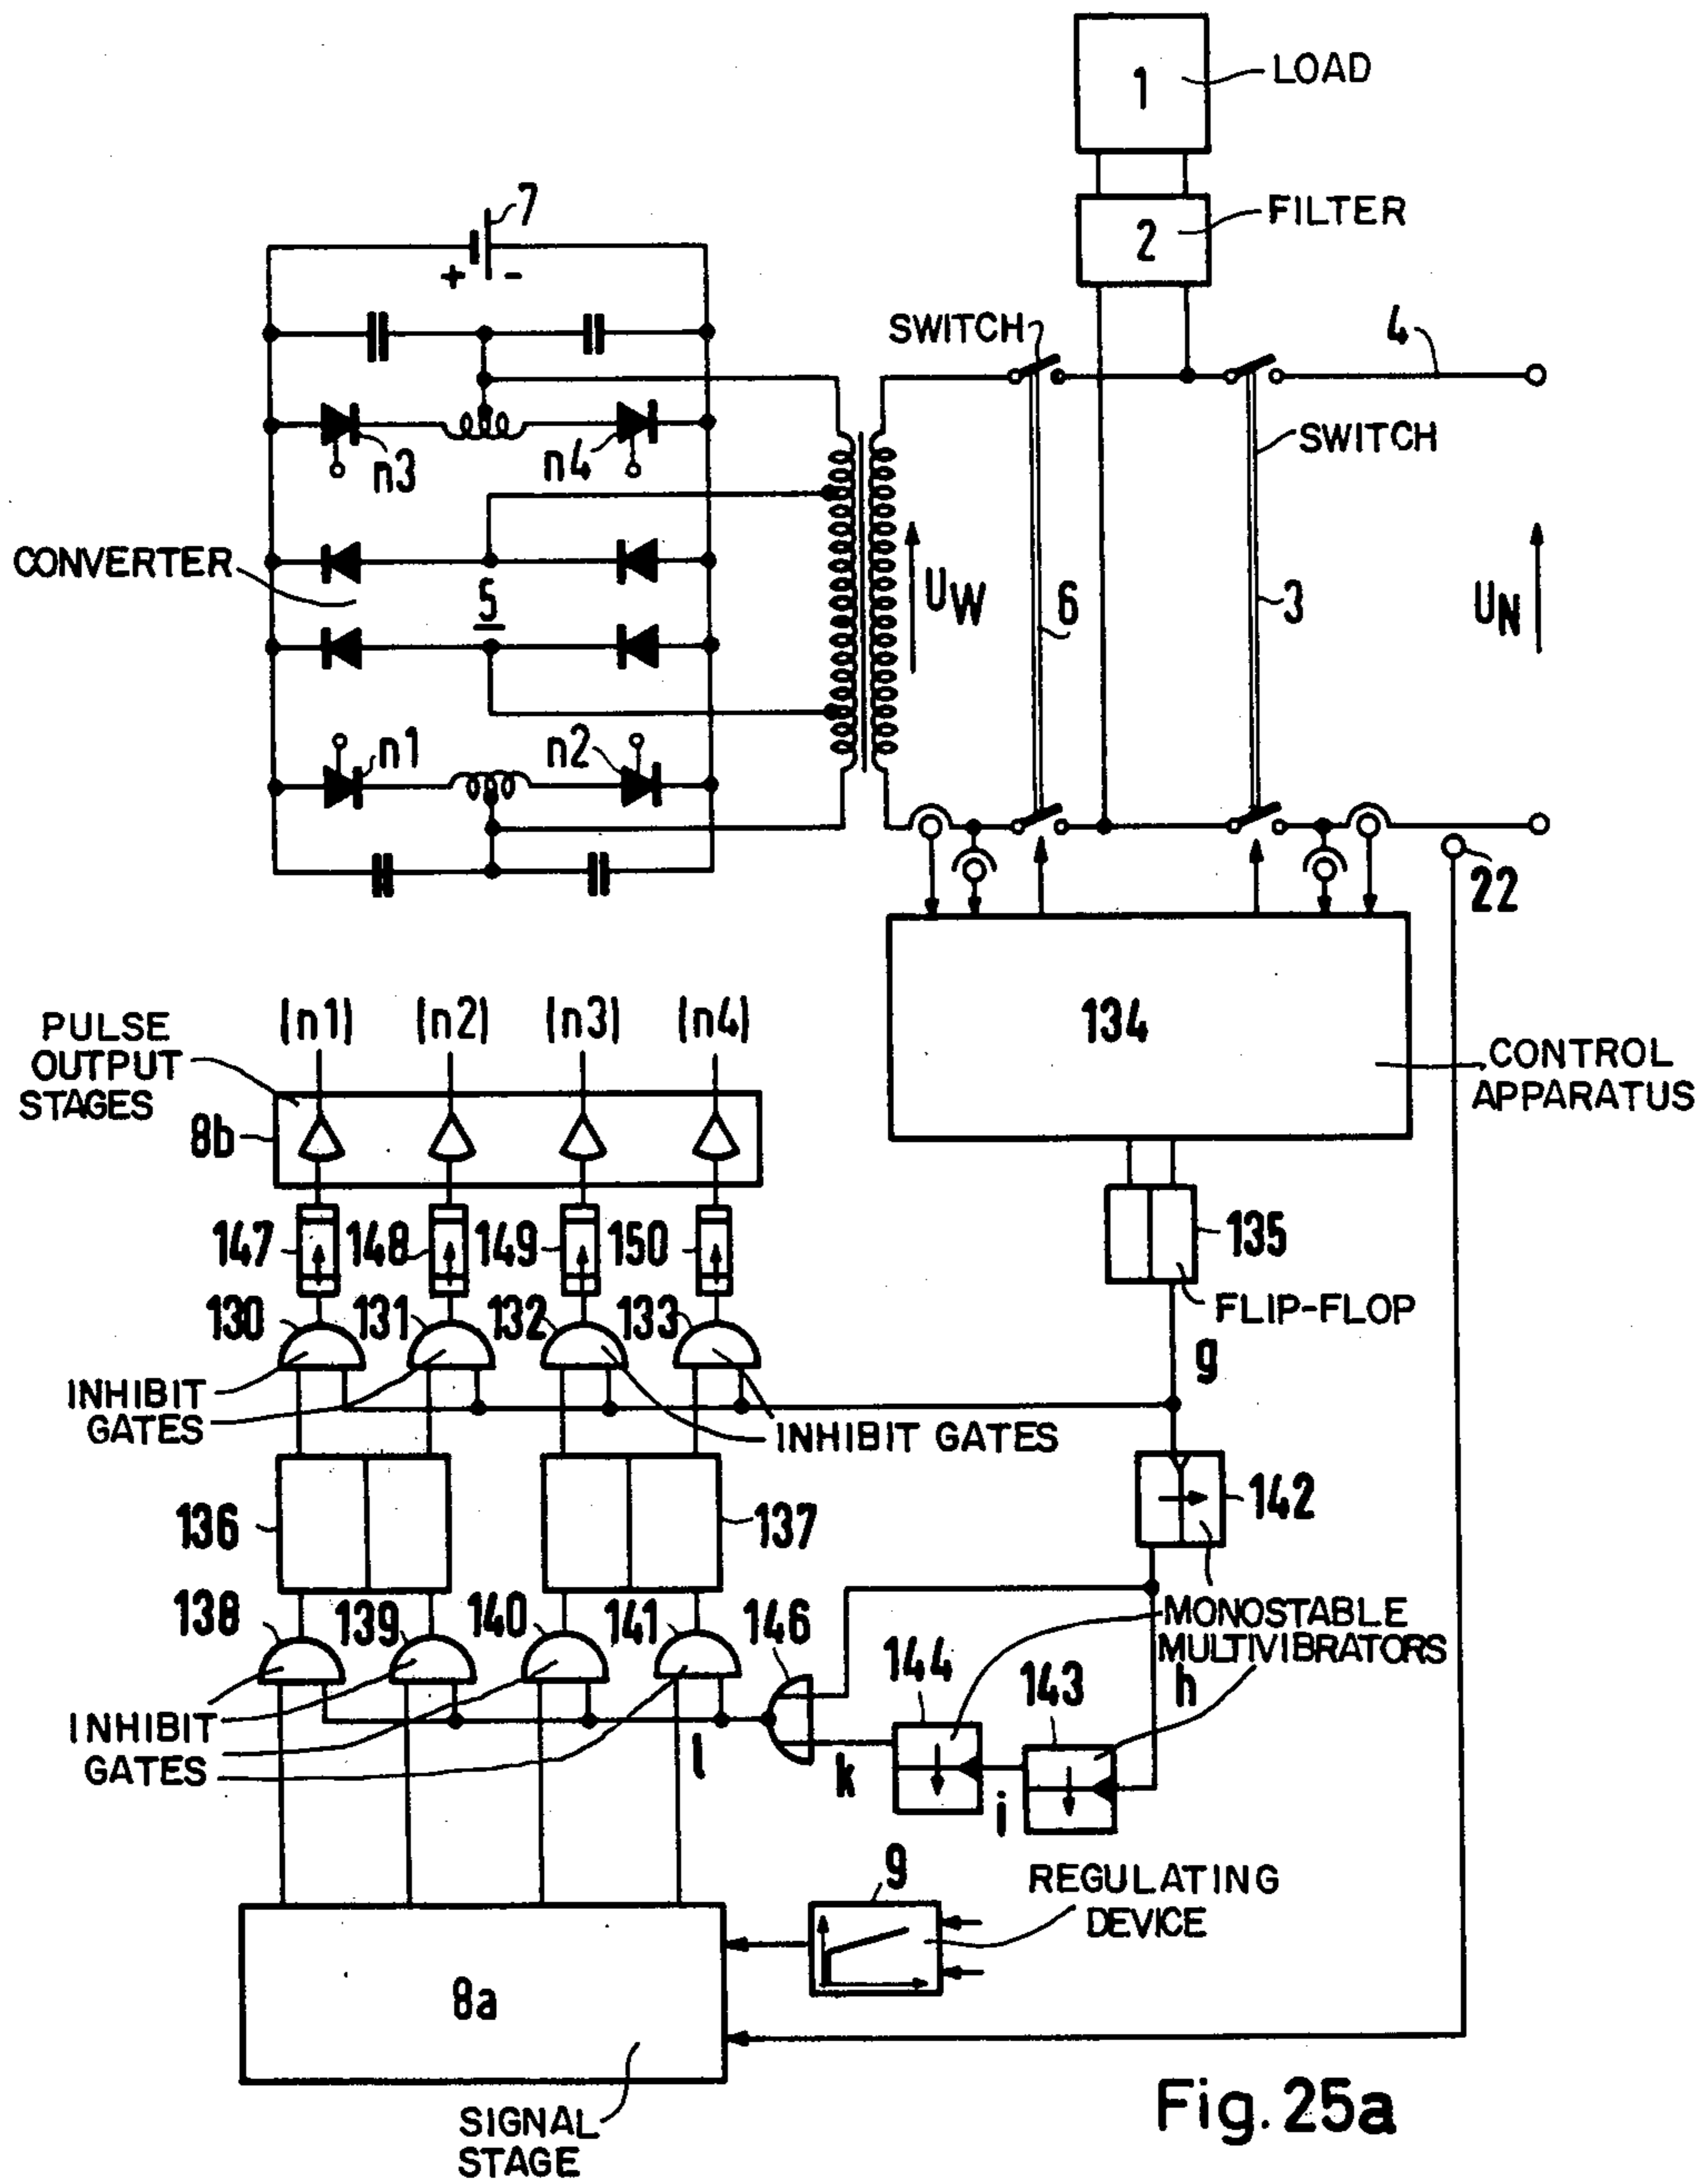 1
LOAD
7
+ -
2
FILTER
SWITCH
4
n3
n4
SWITCH
CONVERTER
5
UW
6
3
UN
n1
n2
22
(n1) (n2) (n3) (n4)
PULSE
OUTPUT
STAGES
8b
134
CONTROL
APPARATUS
147 148 149 150
135
FLIP-FLOP
130 131 132 133
g
INHIBIT
GATES
INHIBIT GATES
136
137
142
138 139 140 141 146
MONOSTABLE
MULTIVIBRATORS
144
143
h
INHIBIT
GATES
l
k
i
9
REGULATING
DEVICE
8a
SIGNAL
STAGE
Fig. 25a